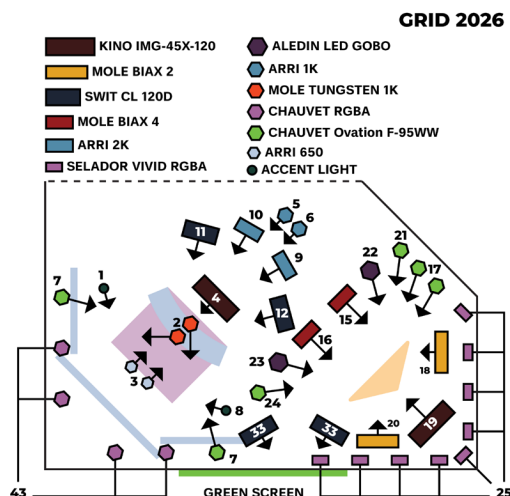 GRID 2026
KINO IMG-45X-120
MOLE BIAX 2
SWIT CL 120D
MOLE BIAX 4
ARRI 2K
SELADOR VIVID RGBA
ALEDIN LED GOBO
ARRI 1K
MOLE TUNGSTEN 1K
CHAUVET RGBA
CHAUVET Ovation F-95WW
ARRI 650
ACCENT LIGHT
5
6
10
11
21
22
17
9
7
1
4
12
15
2
16
18
23
3
24
8
19
20
33
33
7
43
25
GREEN SCREEN